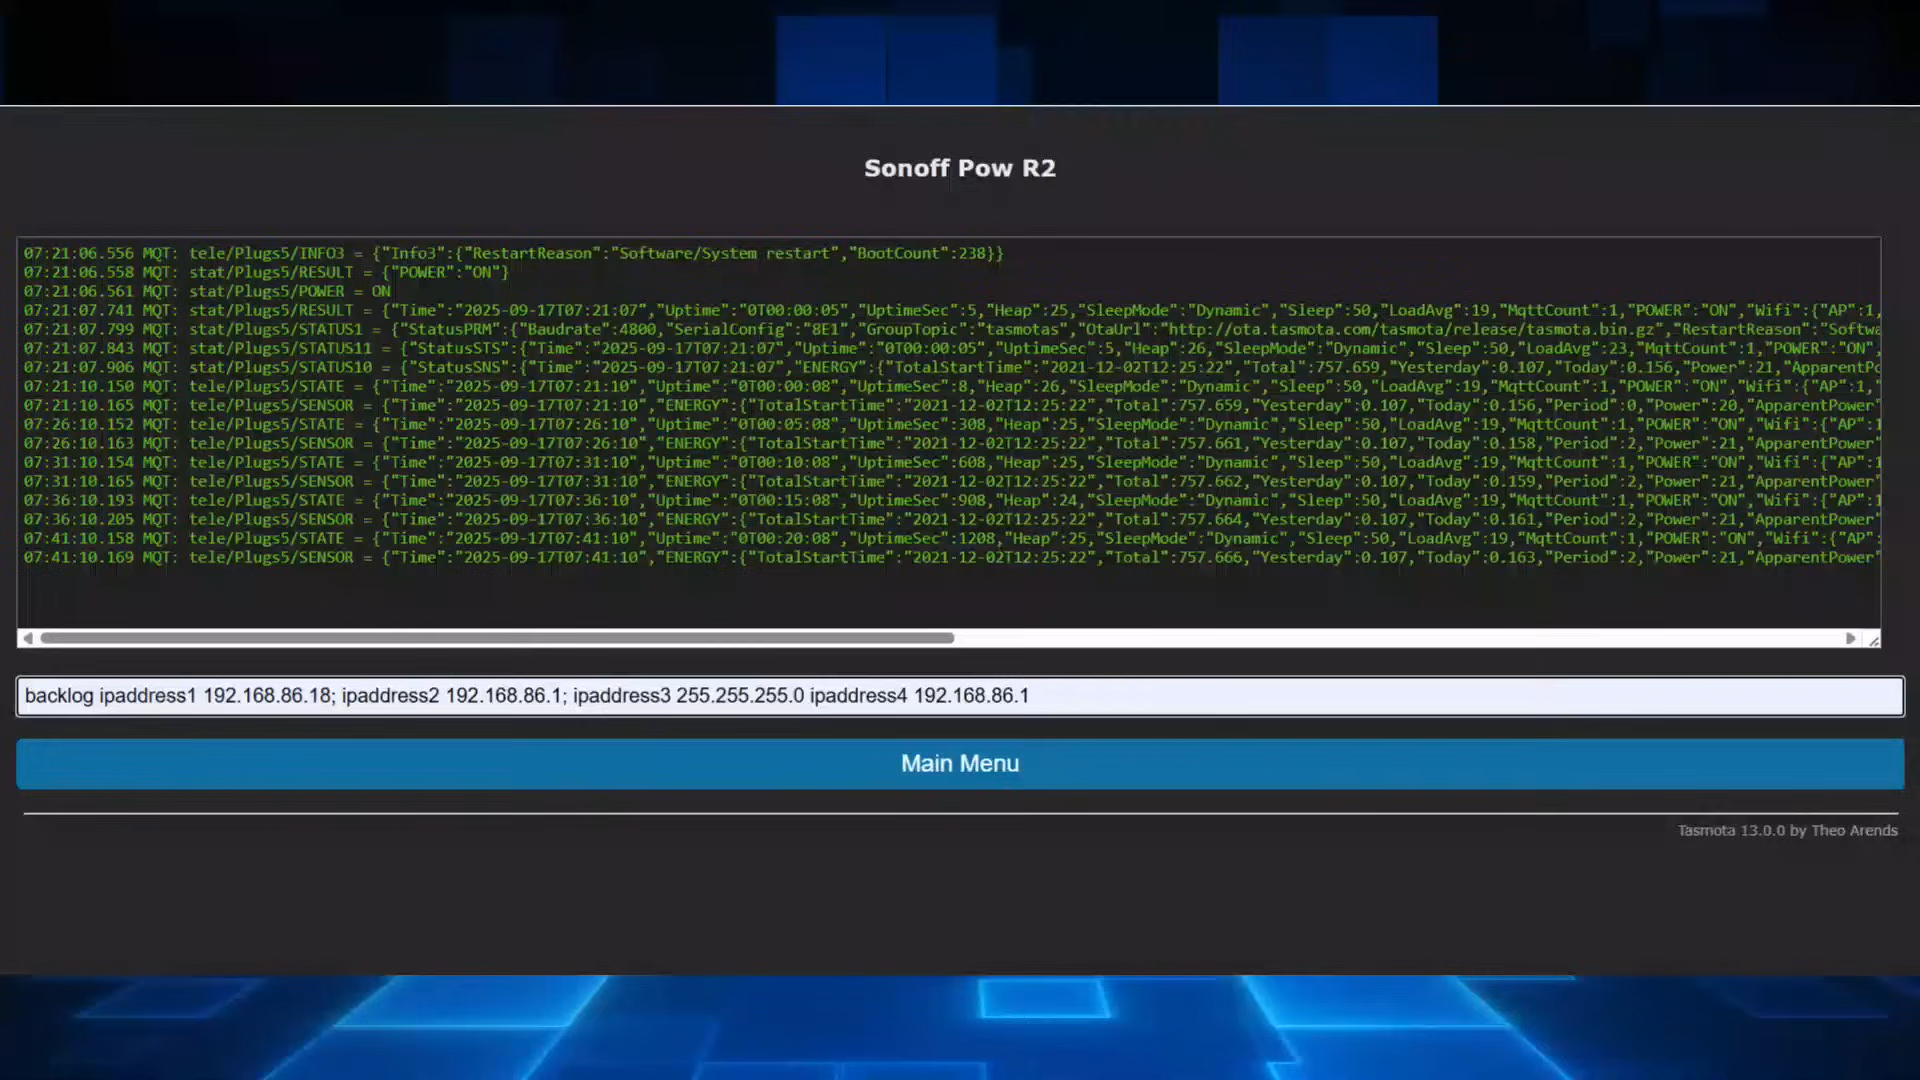 Sonoff Pow R2
07:21:06.556 MQT: tele/Plugs5/INFO3 = {"Info3":{"RestartReason":"Software/System restart","BootCount":238}}
07:21:06.558 MQT: stat/Plugs5/RESULT = {"POWER":"ON"}
07:21:06.561 MQT: stat/Plugs5/POWER = ON
07:21:07.741 MQT: stat/Plugs5/RESULT = {"Time":"2025-09-17T07:21:07","Uptime":"0T00:00:05","UptimeSec":5,"Heap":25,"SleepMode":"Dynamic","Sleep":50,"LoadAvg":19,"MqttCount":1,"POWER":"ON","Wifi":{"AP":1,
07:21:07.799 MQT: stat/Plugs5/STATUS1 = {"StatusPRM":{"Baudrate":4800,"SerialConfig":"8E1","GroupTopic":"tasmotas","OtaUrl":"http://ota.tasmota.com/tasmota/release/tasmota.bin.gz","RestartReason":"Softwa
07:21:07.843 MQT: stat/Plugs5/STATUS11 = {"StatusSTS":{"Time":"2025-09-17T07:21:07","Uptime":"0T00:00:05","UptimeSec":5,"Heap":26,"SleepMode":"Dynamic","Sleep":50,"LoadAvg":23,"MqttCount":1,"POWER":"ON",
07:21:07.906 MQT: stat/Plugs5/STATUS10 = {"StatusSNS":{"Time":"2025-09-17T07:21:07","ENERGY":{"TotalStartTime":"2021-12-02T12:25:22","Total":757.659,"Yesterday":0.107,"Today":0.156,"Power":21,"ApparentPo
07:21:10.150 MQT: tele/Plugs5/STATE = {"Time":"2025-09-17T07:21:10","Uptime":"0T00:00:08","UptimeSec":8,"Heap":26,"SleepMode":"Dynamic","Sleep":50,"LoadAvg":19,"MqttCount":1,"POWER":"ON","Wifi":{"AP":1,"
07:21:10.165 MQT: tele/Plugs5/SENSOR = {"Time":"2025-09-17T07:21:10","ENERGY":{"TotalStartTime":"2021-12-02T12:25:22","Total":757.659,"Yesterday":0.107,"Today":0.156,"Period":0,"Power":20,"ApparentPower"
07:26:10.152 MQT: tele/Plugs5/STATE = {"Time":"2025-09-17T07:26:10","Uptime":"0T00:05:08","UptimeSec":308,"Heap":25,"SleepMode":"Dynamic","Sleep":50,"LoadAvg":19,"MqttCount":1,"POWER":"ON","Wifi":{"AP":1
07:26:10.163 MQT: tele/Plugs5/SENSOR = {"Time":"2025-09-17T07:26:10","ENERGY":{"TotalStartTime":"2021-12-02T12:25:22","Total":757.661,"Yesterday":0.107,"Today":0.158,"Period":2,"Power":21,"ApparentPower"
07:31:10.154 MQT: tele/Plugs5/STATE = {"Time":"2025-09-17T07:31:10","Uptime":"0T00:10:08","UptimeSec":608,"Heap":25,"SleepMode":"Dynamic","Sleep":50,"LoadAvg":19,"MqttCount":1,"POWER":"ON","Wifi":{"AP":1
07:31:10.165 MQT: tele/Plugs5/SENSOR = {"Time":"2025-09-17T07:31:10","ENERGY":{"TotalStartTime":"2021-12-02T12:25:22","Total":757.662,"Yesterday":0.107,"Today":0.159,"Period":2,"Power":21,"ApparentPower"
07:36:10.193 MQT: tele/Plugs5/STATE = {"Time":"2025-09-17T07:36:10","Uptime":"0T00:15:08","UptimeSec":908,"Heap":24,"SleepMode":"Dynamic","Sleep":50,"LoadAvg":19,"MqttCount":1,"POWER":"ON","Wifi":{"AP":1
07:36:10.205 MQT: tele/Plugs5/SENSOR = {"Time":"2025-09-17T07:36:10","ENERGY":{"TotalStartTime":"2021-12-02T12:25:22","Total":757.664,"Yesterday":0.107,"Today":0.161,"Period":2,"Power":21,"ApparentPower"
07:41:10.158 MQT: tele/Plugs5/STATE = {"Time":"2025-09-17T07:41:10","Uptime":"0T00:20:08","UptimeSec":1208,"Heap":25,"SleepMode":"Dynamic","Sleep":50,"LoadAvg":19,"MqttCount":1,"POWER":"ON","Wifi":{"AP":
07:41:10.169 MQT: tele/Plugs5/SENSOR = {"Time":"2025-09-17T07:41:10","ENERGY":{"TotalStartTime":"2021-12-02T12:25:22","Total":757.666,"Yesterday":0.107,"Today":0.163,"Period":2,"Power":21,"ApparentPower"
backlog ipaddress1 192.168.86.18; ipaddress2 192.168.86.1; ipaddress3 255.255.255.0 ipaddress4 192.168.86.1
Main Menu
Tasmota 13.0.0 by Theo Arends